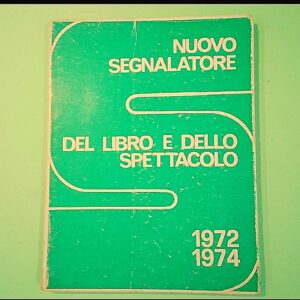 NUOVO
SEGNALATORE
DEL LIBRO E DELLO
SPETTACOLO
1972
1974